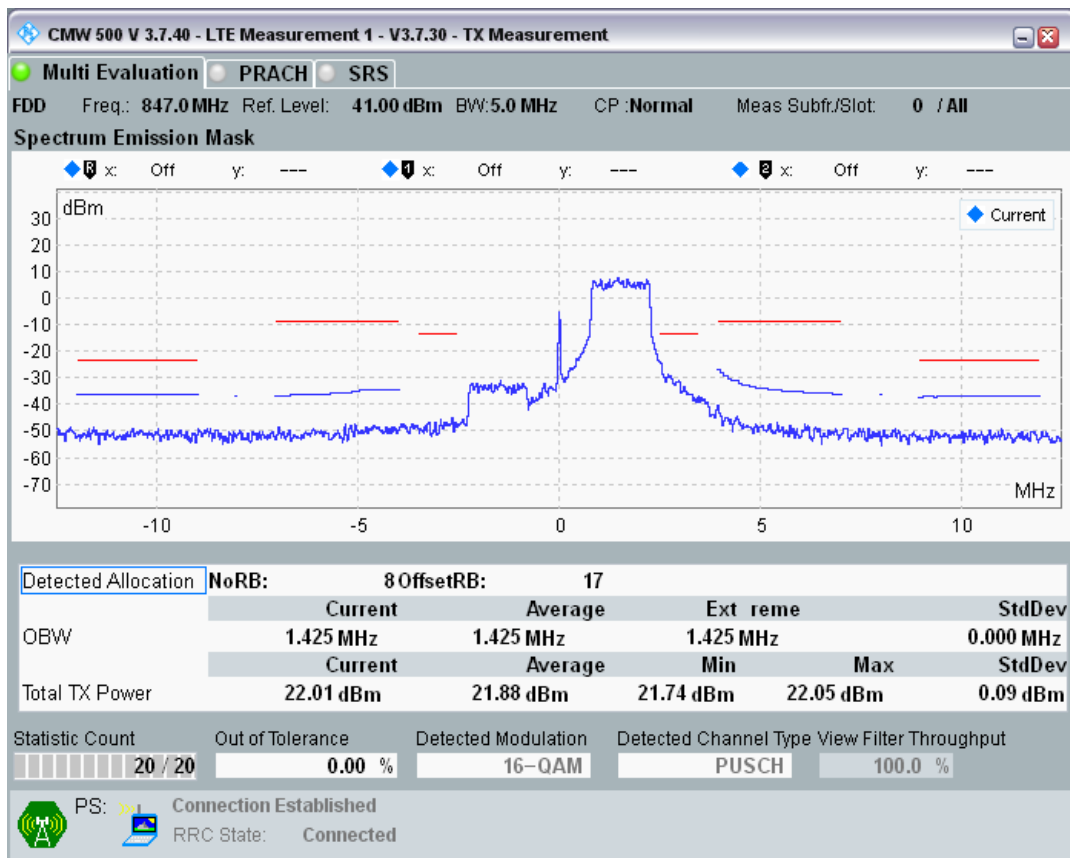 CMW 500 V 3.7.40 - LTE Measurement 1 - V3.7.30 - TX Measurement
Multi Evaluation PRACH SRS
FDD Freq.: 847.0 MHz Ref. Level: 41.00 dBm BW:5.0 MHz CP :Normal Meas Subfr./Slot: 0 / All
Spectrum Emission Mask
R x: Off y: --- 1 x: Off y: --- 2 x: Off y: ---
dBm
Current
30
20
10
0
-10
-20
-30
-40
-50
-60
-70
MHz
-10 -5 0 5 10
Detected Allocation NoRB: 8 OffsetRB: 17
Current Average Ext reme StdDev
OBW 1.425 MHz 1.425 MHz 1.425 MHz 0.000 MHz
Current Average Min Max StdDev
Total TX Power 22.01 dBm 21.88 dBm 21.74 dBm 22.05 dBm 0.09 dBm
Statistic Count Out of Tolerance Detected Modulation Detected Channel Type View Filter Throughput
20 / 20 0.00 % 16-QAM PUSCH 100.0 %
PS: Connection Established
RRC State: Connected